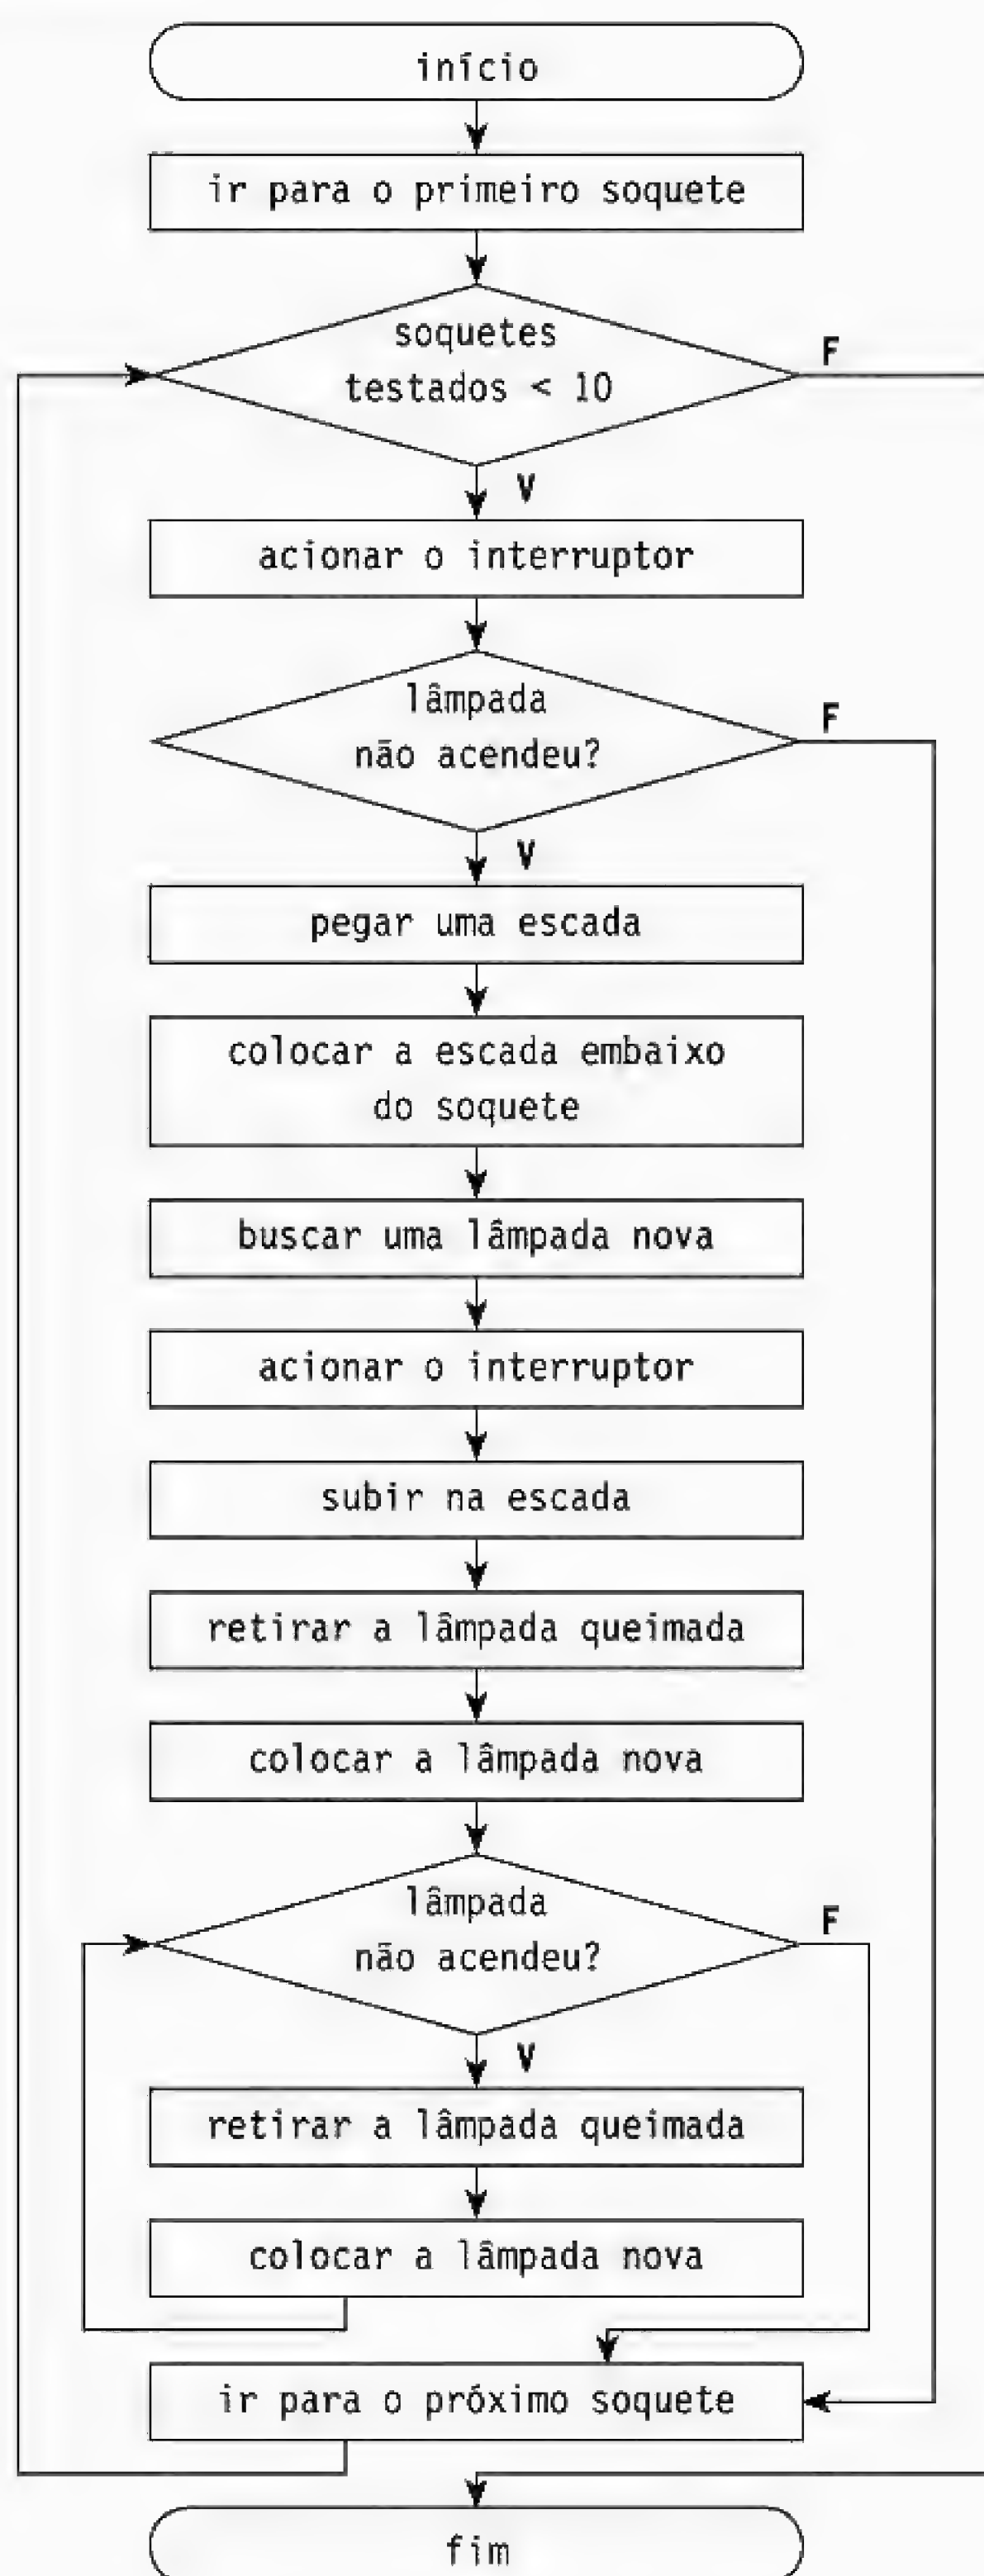 início
ir para o primeiro soquete
soquetes
testados < 10
F
V
acionar o interruptor
lâmpada
não acendeu?
F
V
pegar uma escada
colocar a escada embaixo
do soquete
buscar uma lâmpada nova
acionar o interruptor
subir na escada
retirar a lâmpada queimada
colocar a lâmpada nova
lâmpada
não acendeu?
F
V
retirar a lâmpada queimada
colocar a lâmpada nova
ir para o próximo soquete
fim